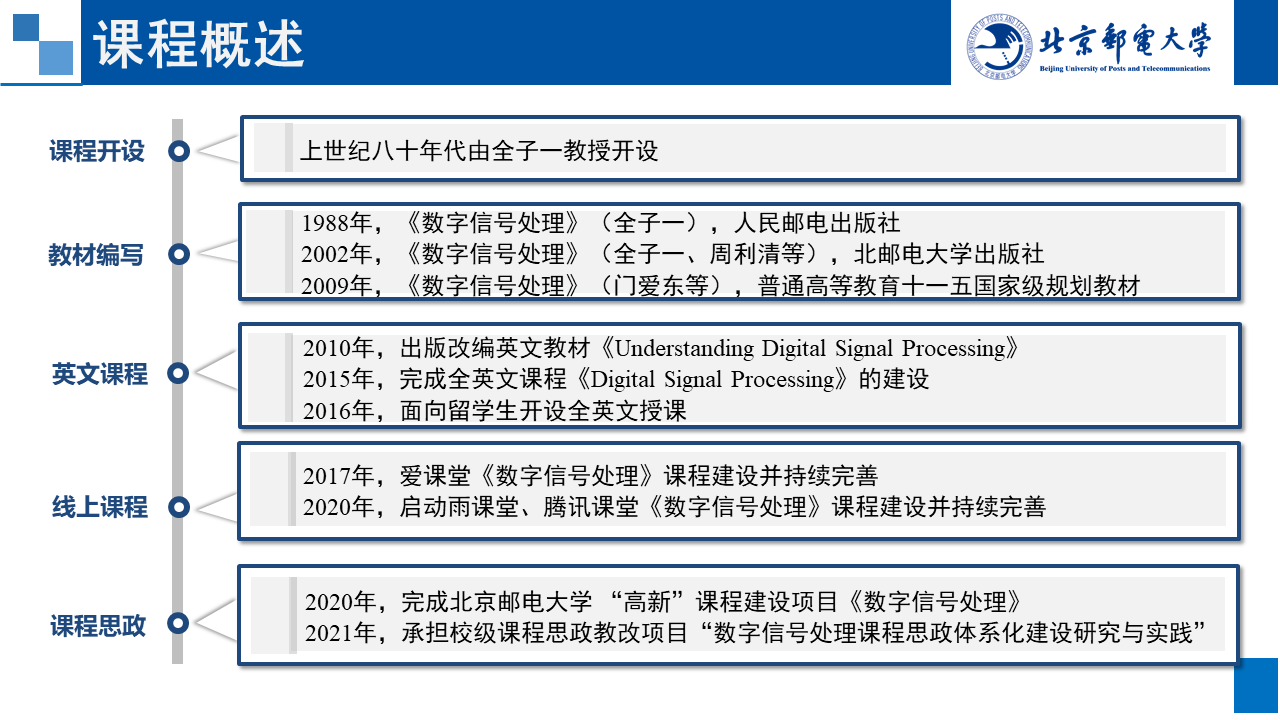 课程概述
北京邮电大学
Beijing University of Posts and Telecommunications
课程开设
上世纪八十年代由全子一教授开设
教材编写
1988年，《数字信号处理》（全子一），人民邮电出版社
2002年，《数字信号处理》（全子一、周利清等），北邮电大学出版社
2009年，《数字信号处理》（门爱东等），普通高等教育十一五国家级规划教材
英文课程
2010年，出版改编英文教材《Understanding Digital Signal Processing》
2015年，完成全英文课程《Digital Signal Processing》的建设
2016年，面向留学生开设全英文授课
线上课程
2017年，爱课堂《数字信号处理》课程建设并持续完善
2020年，启动雨课堂、腾讯课堂《数字信号处理》课程建设并持续完善
课程思政
2020年，完成北京邮电大学 “高新”课程建设项目《数字信号处理》
2021年，承担校级课程思政教改项目“数字信号处理课程思政体系化建设研究与实践”